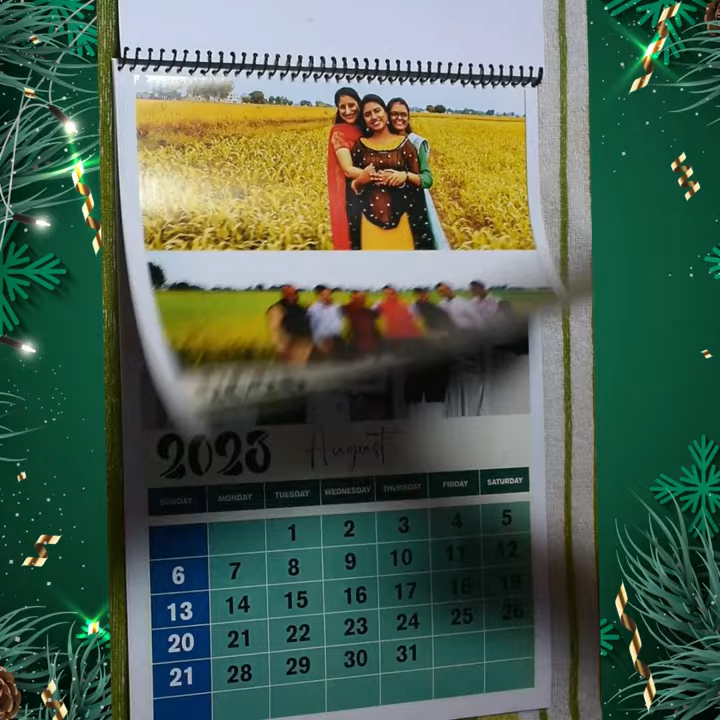 2023 August
SUNDAY MONDAY TUESDAY WEDNESDAY THURSDAY FIRDAY SATURDAY
1 2 3 4 5
6 7 8 9 10 11 12
13 14 15 16 17 18 19
20 21 22 23 24 25 26
21 28 29 30 31